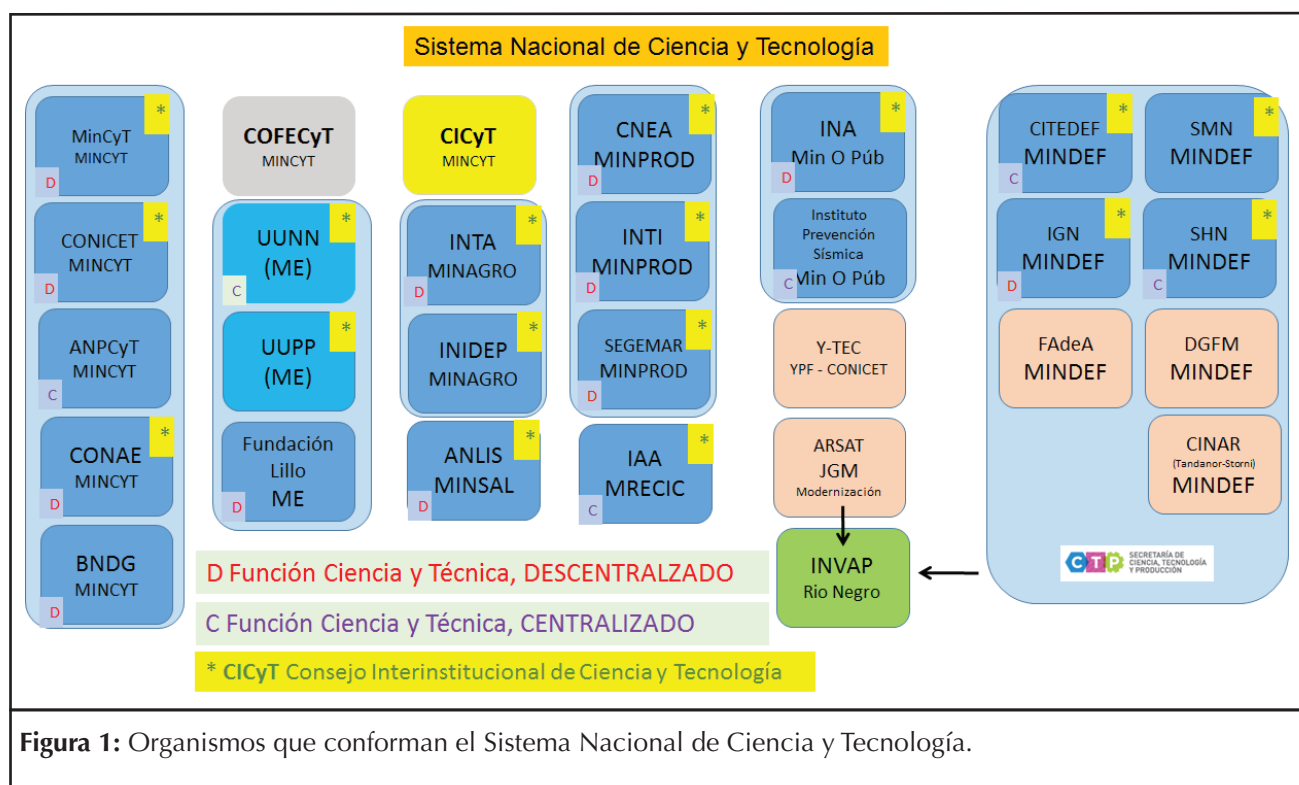 Sistema Nacional de Ciencia y Tecnología
*
MinCyT
MINCYT
D
*
CONICET
MINCYT
D
ANPCyT
MINCYT
C
*
CONAE
MINCYT
D
BNDG
MINCYT
D
COFECyT
MINCYT
*
UUNN
(ME)
C
*
UUPP
(ME)
Fundación
Lillo
ME
D
CICyT
MINCYT
*
INTA
MINAGRO
D
*
INIDEP
MINAGRO
*
ANLIS
MINSAL
D
*
CNEA
MINPROD
D
*
INTI
MINPROD
D
*
SEGEMAR
MINPROD
D
*
IAA
MRECIC
C
*
INA
Min O Púb
D
Instituto
Prevención
Sísmica
Min O Púb
C
Y-TEC
YPF - CONICET
ARSAT
JGM
Modernización
INVAP
Rio Negro
*
CITEDEF
MINDEF
C
*
SMN
MINDEF
*
IGN
MINDEF
D
*
SHN
MINDEF
C
FAdeA
MINDEF
DGFM
MINDEF
CINAR
(Tandanor-Storni)
MINDEF
CTP
SECRETARÍA DE
CIENCIA, TECNOLOGÍA
Y PRODUCCIÓN
D Función Ciencia y Técnica, DESCENTRALZADO
C Función Ciencia y Técnica, CENTRALIZADO
* CICyT Consejo Interinstitucional de Ciencia y Tecnología
Figura 1: Organismos que conforman el Sistema Nacional de Ciencia y Tecnología.